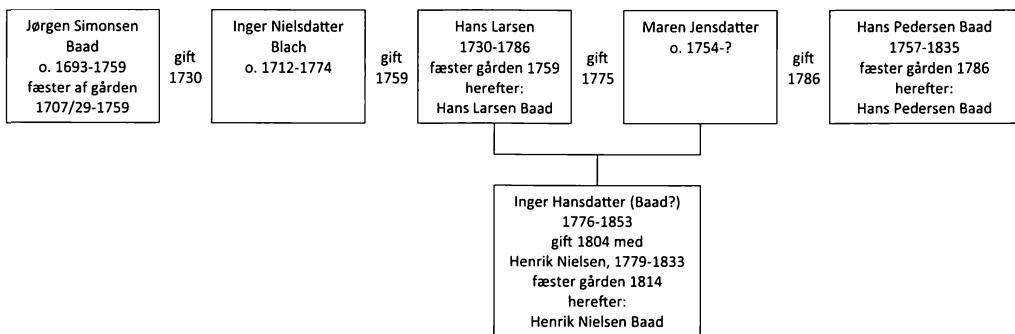 Jørgen Simonsen
Baad
o. 1693-1759
fæster af gården
1707/29-1759
gift
1730
Inger Nielsdatter
Blach
o. 1712-1774
gift
1759
Hans Larsen
1730-1786
fæster gården 1759
herefter:
Hans Larsen Baad
gift
1775
Maren Jensdatter
o. 1754-?
gift
1786
Hans Pedersen Baad
1757-1835
fæster gården 1786
herefter:
Hans Pedersen Baad
Inger Hansdatter (Baad?)
1776-1853
gift 1804 med
Henrik Nielsen, 1779-1833
fæster gården 1814
herefter:
Henrik Nielsen Baad